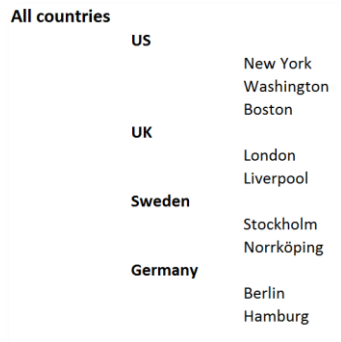 All countries
US
New York
Washington
Boston
UK
London
Liverpool
Sweden
Stockholm
Norrköping
Germany
Berlin
Hamburg